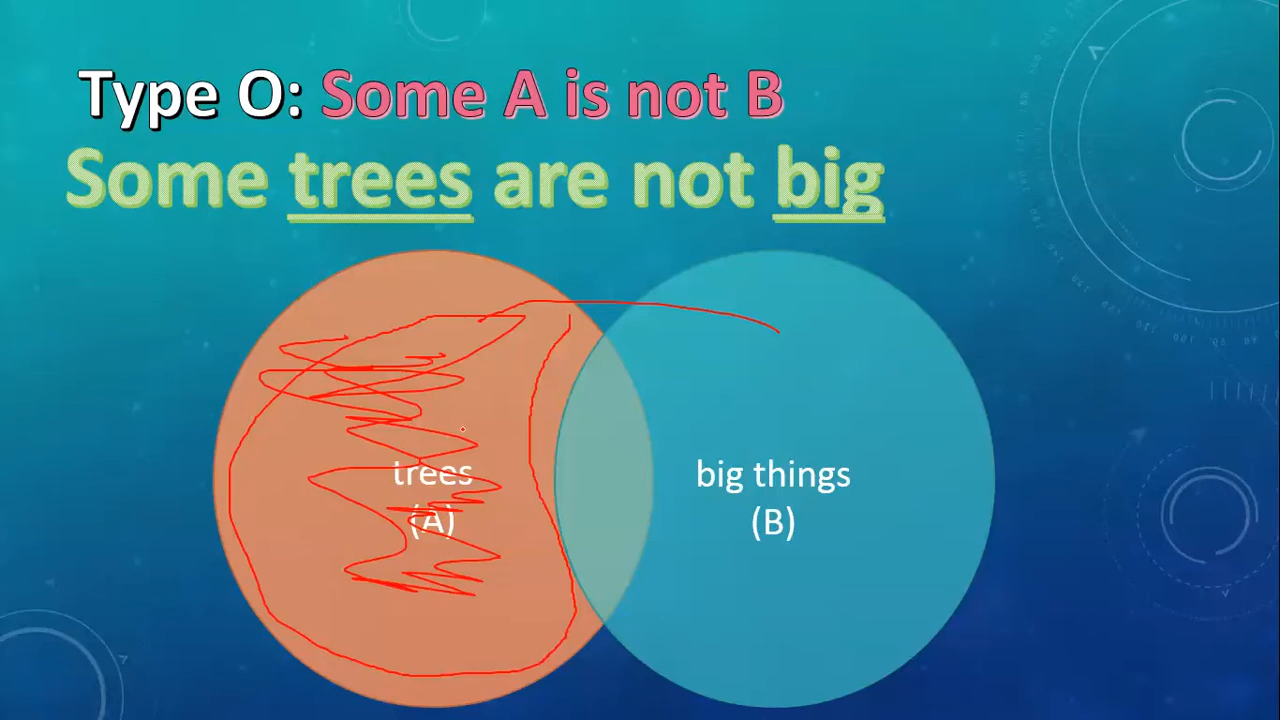 Type O: Some A is not B
Some trees are not big
trees
(A)
big things
(B)